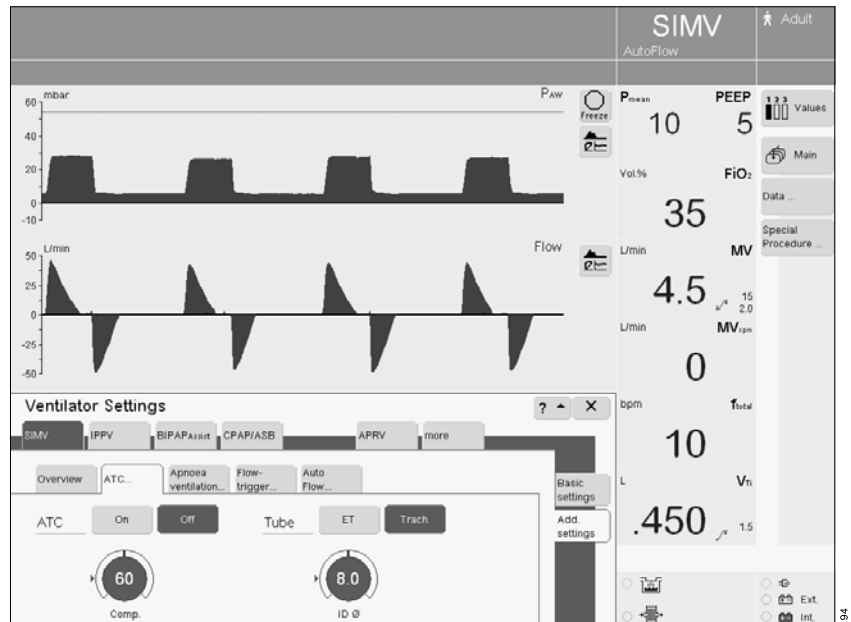 SIMV
AutoFlow
Adult
mbar
PAW
60
40
20
0
-10
Freeze
Pmean
PEEP
10
5
1 2 3
Values
Main
Data ...
Special
Procedure ...
Vol.%
FiO2
35
L/min
Flow
50
25
0
-25
-50
L/min
MV
4.5
15
2.0
L/min
MVspn
0
bpm
ftotal
10
L
VTi
.450
1.5
Ventilator Settings
?
X
SIMV
IPPV
BIPAPAssist
CPAP/ASB
APRV
more
Overview
ATC...
Apnoea
ventilation...
Flow-
trigger...
Auto
Flow...
Basic
settings
Add.
settings
ATC
On
Off
Tube
ET
Trach.
60
Comp.
8.0
ID Ø
Ext.
Int.
94